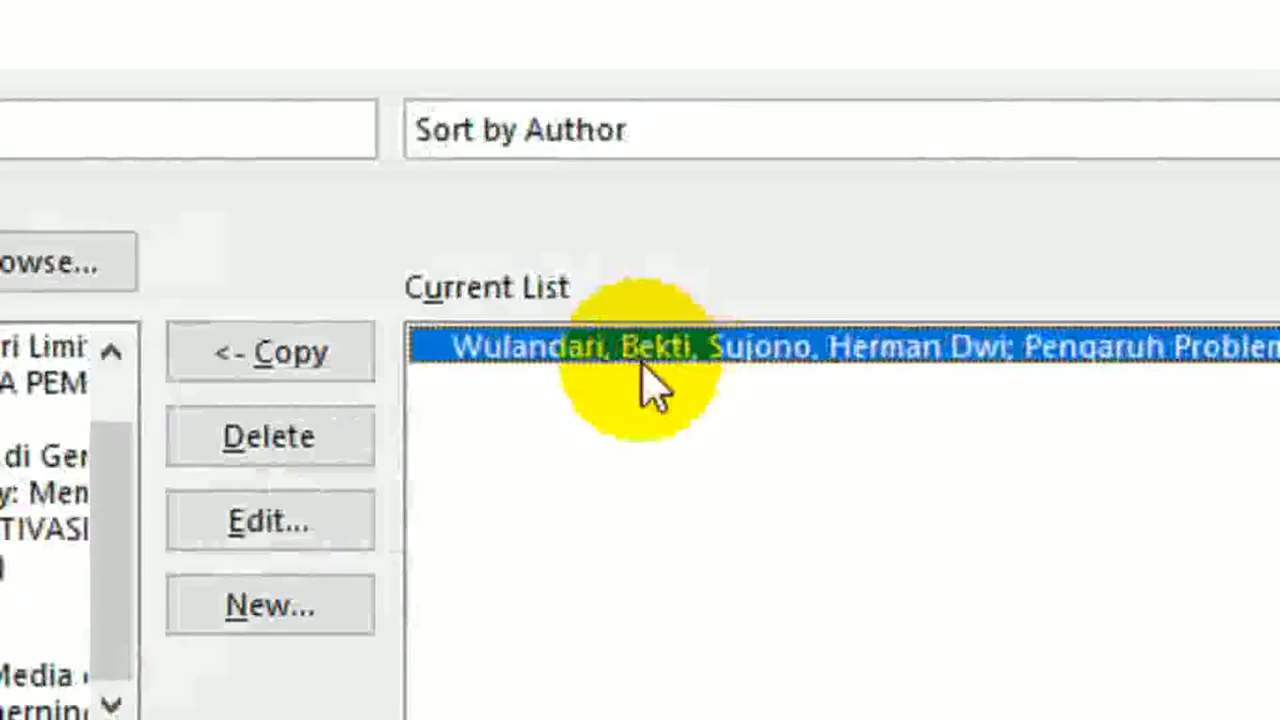 Sort by Author
owse...
Current List
ri Limi
<- Copy
Wulandari, Bekti, Sujono, Herman Dwi; Pengaruh Problem
A PEM
Delete
di Ger
y: Men
Edit...
TIVASI
New...
Media